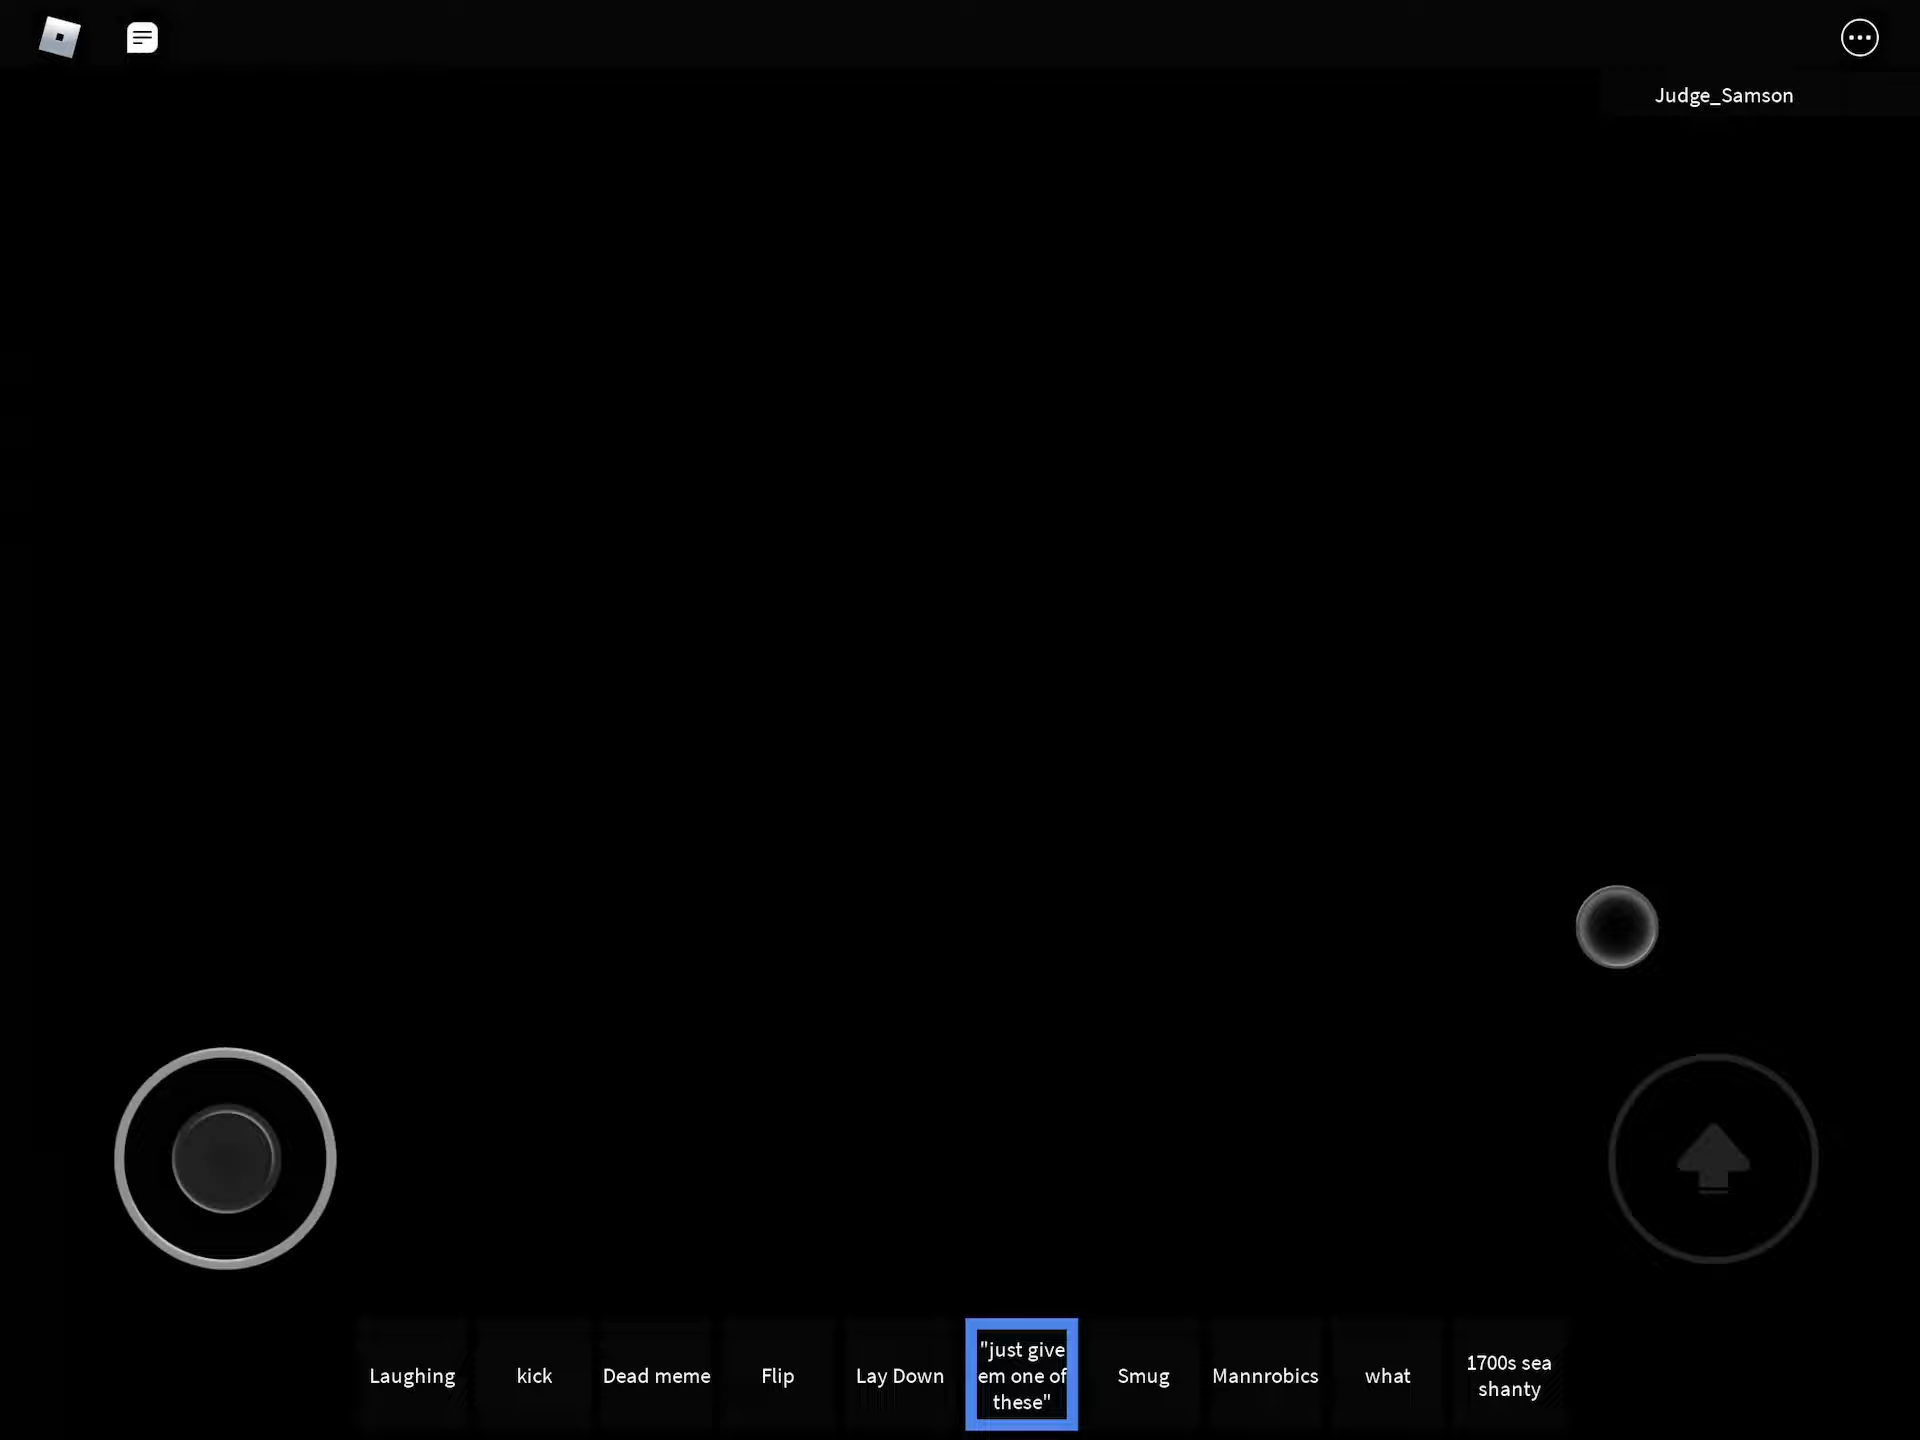 Judge_Samson
Laughing
kick
Dead meme
Flip
Lay Down
"just give
em one of
these"
Smug
Mannrobics
what
1700s sea
shanty